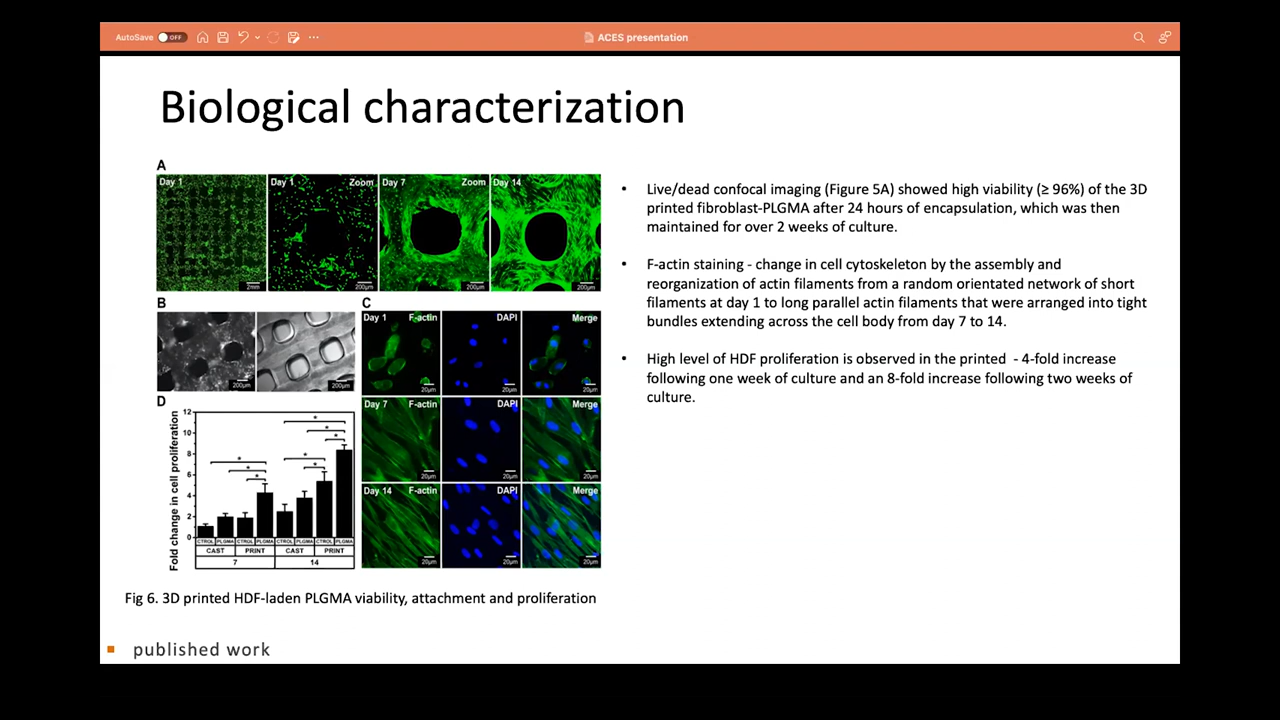 AutoSave OFF
ACES presentation
Biological characterization
A
Day 1
Day 1 Zoom
Day 7 Zoom
Day 14
2mm
200μm
200μm
200μm
B
200μm
200μm
C
Day 1 F-actin
DAPI
Merge
20μm
20μm
20μm
Day 7 F-actin
DAPI
Merge
20μm
20μm
20μm
Day 14 F-actin
DAPI
Merge
20μm
20μm
20μm
D
Fold change in cell proliferation
12
10
8
6
4
2
0
* * * * * * * *
CTROL PLGMA CTROL PLGMA CTROL PLGMA CTROL PLGMA
CAST PRINT CAST PRINT
7 14
Fig 6. 3D printed HDF-laden PLGMA viability, attachment and proliferation
• Live/dead confocal imaging (Figure 5A) showed high viability (≥ 96%) of the 3D
printed fibroblast-PLGMA after 24 hours of encapsulation, which was then
maintained for over 2 weeks of culture.
• F-actin staining - change in cell cytoskeleton by the assembly and
reorganization of actin filaments from a random orientated network of short
filaments at day 1 to long parallel actin filaments that were arranged into tight
bundles extending across the cell body from day 7 to 14.
• High level of HDF proliferation is observed in the printed - 4-fold increase
following one week of culture and an 8-fold increase following two weeks of
culture.
published work